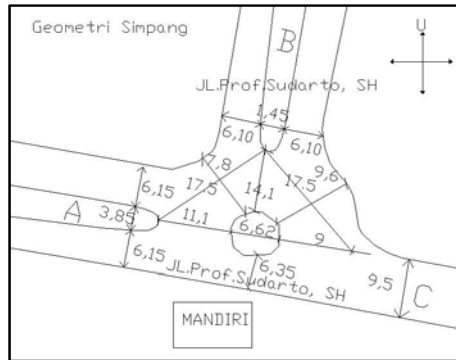 Geometri Simpang
U
B
JL.Prof.Sudarto, SH
1,45
6,10
6,10
7,8
9,6
17,5
17,5
6,15
14,1
A
3,85
11,1
6,62
9
6,15
6,35
9,5
C
JL.Prof.Sudarto, SH
MANDIRI